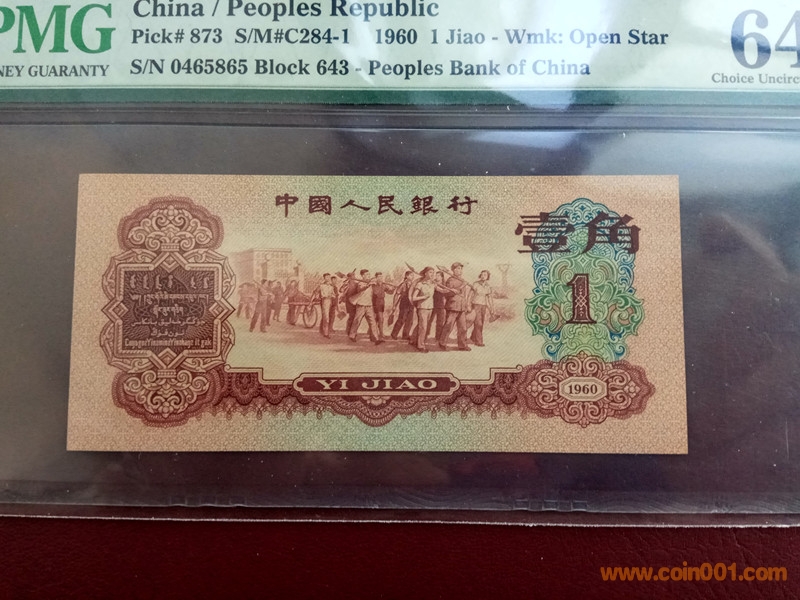 China / Peoples Republic
PMG
Pick# 873 S/M#C284-1 1960 1 Jiao - Wmk: Open Star
64
NEY GUARANTY
S/N 0465865 Block 643 - Peoples Bank of China
Choice Uncirc
中國人民銀行
壹角
1
YI JIAO
1960
www.coin001.com